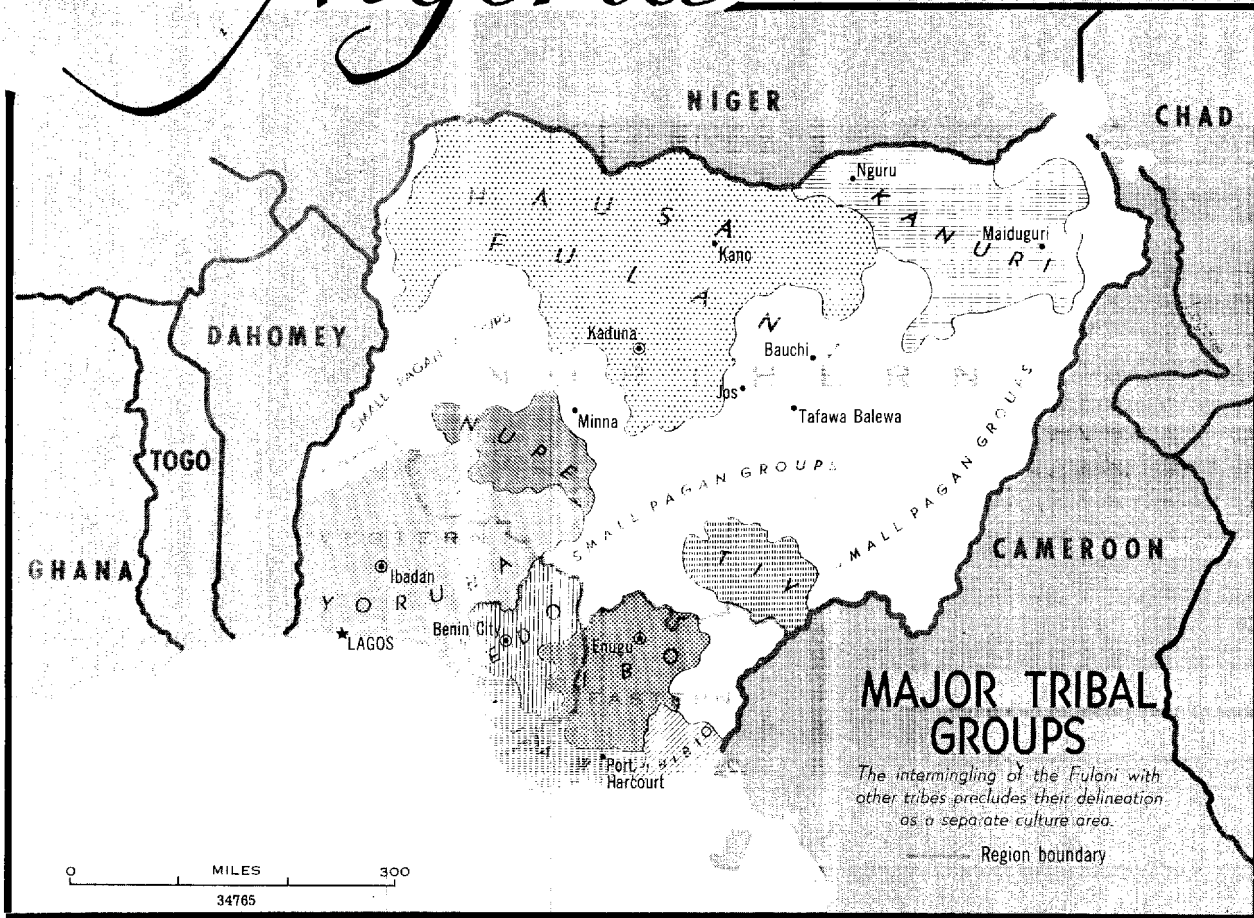 Nigeria
NIGER
CHAD
Nguru
HAUSA
KANURI
Maiduguri
Kano
FULANI
DAHOMEY
Kaduna
Bauchi
SMALL PAGAN GROUPS
Jos
Minna
Tafawa Balewa
NUPE
TOGO
SMALL PAGAN GROUPS
SMALL PAGAN GROUPS
TIV
CAMEROON
GHANA
Ibadan
YORUBA
Benin City
EDO
Enugu
IBO
LAGOS
IBIBIO
Port
Harcourt
MAJOR TRIBAL
GROUPS
The intermingling of the Fulani with
other tribes precludes their delineation
as a separate culture area.
Region boundary
0 MILES 300
34765